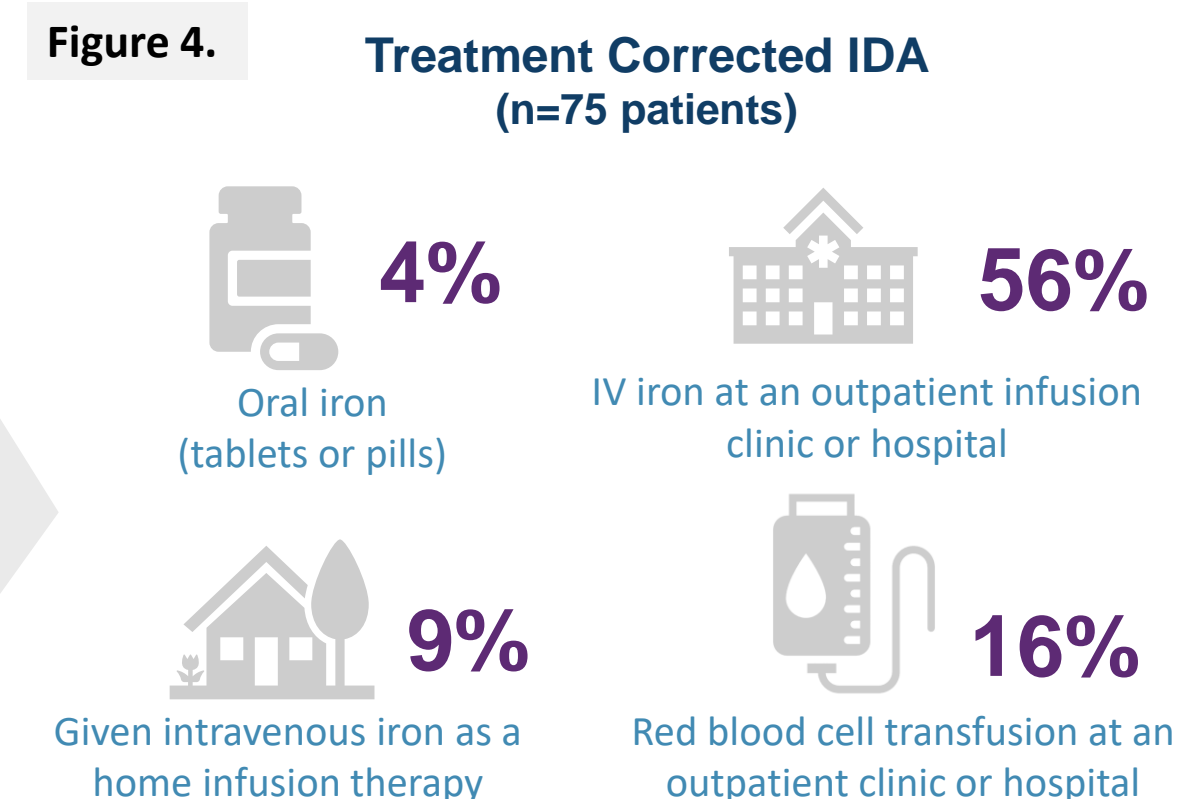 Figure 4.
Treatment Corrected IDA
(n=75 patients)
4%
Oral iron
(tablets or pills)
56%
IV iron at an outpatient infusion
clinic or hospital
9%
Given intravenous iron as a
home infusion therapy
16%
Red blood cell transfusion at an
outpatient clinic or hospital